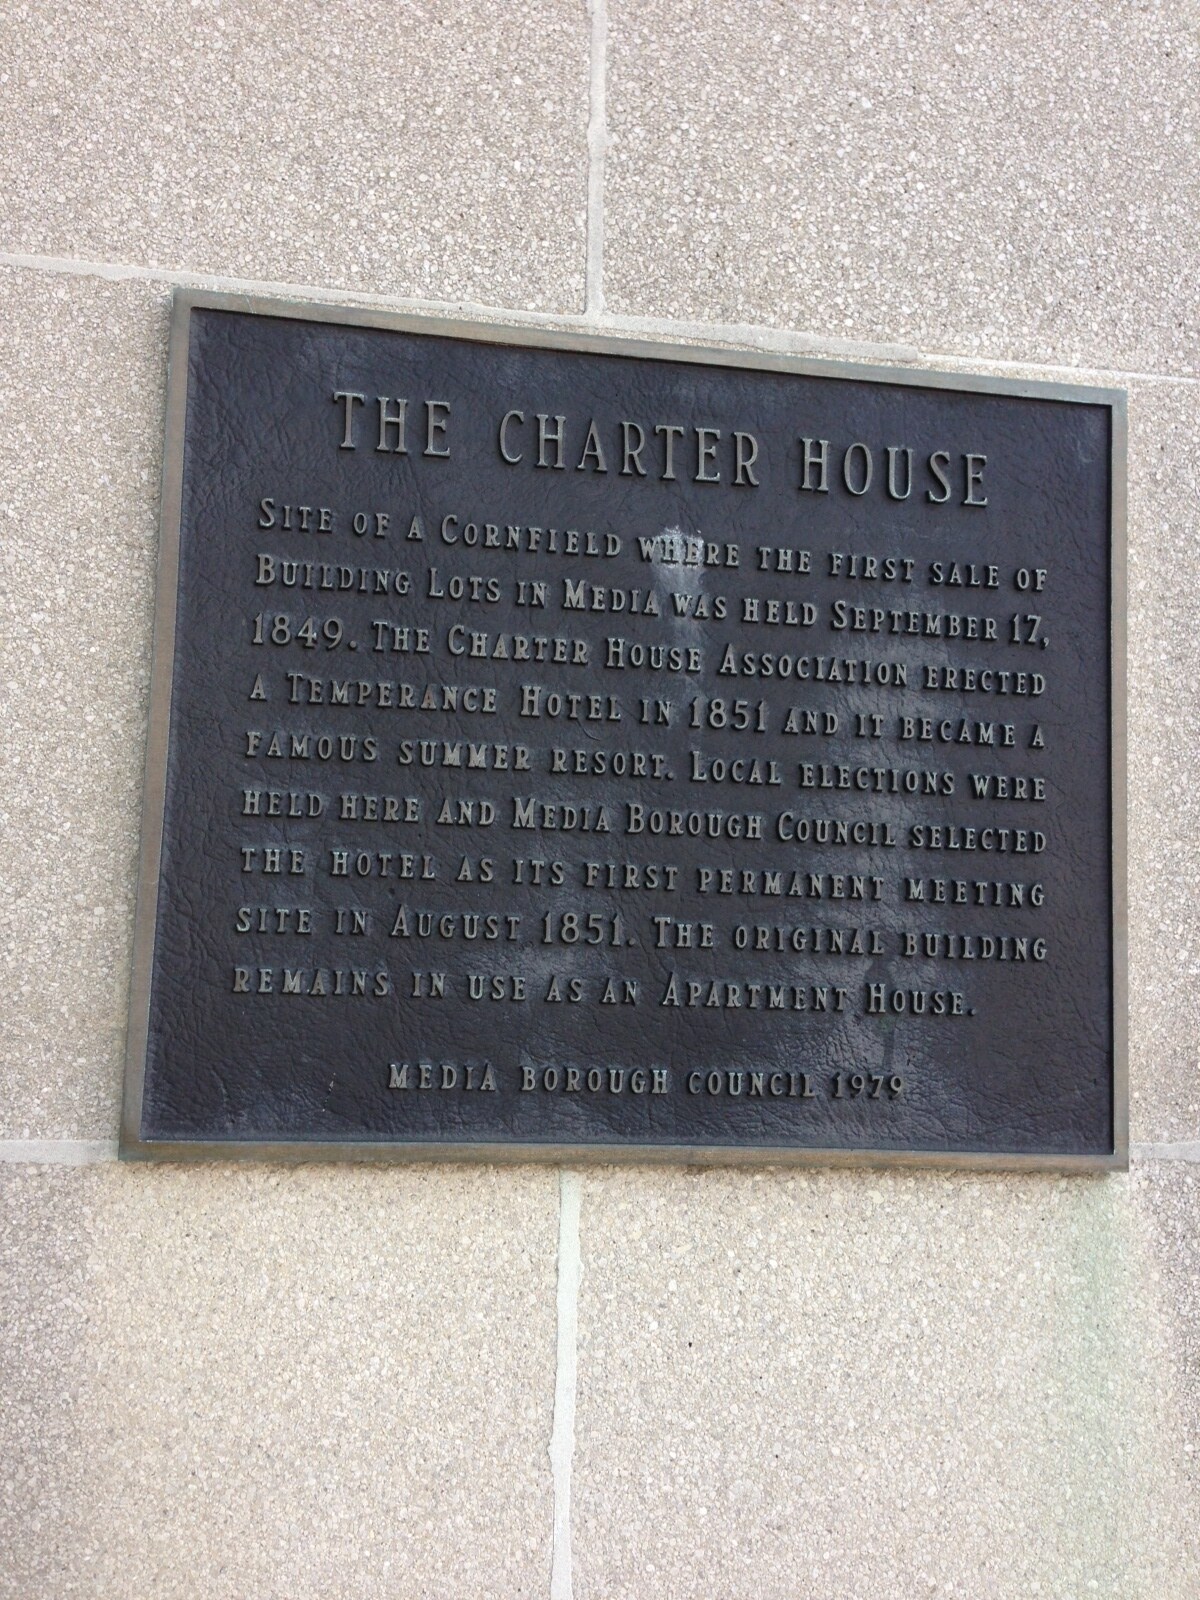 THE CHARTER HOUSE
SITE OF A CORNFIELD WHERE THE FIRST SALE OF
BUILDING LOTS IN MEDIA WAS HELD SEPTEMBER 17,
1849. THE CHARTER HOUSE ASSOCIATION ERECTED
A TEMPERANCE HOTEL IN 1851 AND IT BECAME A
FAMOUS SUMMER RESORT. LOCAL ELECTIONS WERE
HELD HERE AND MEDIA BOROUGH COUNCIL SELECTED
THE HOTEL AS ITS FIRST PERMANENT MEETING
SITE IN AUGUST 1851. THE ORIGINAL BUILDING
REMAINS IN USE AS AN APARTMENT HOUSE.
MEDIA BOROUGH COUNCIL 1979